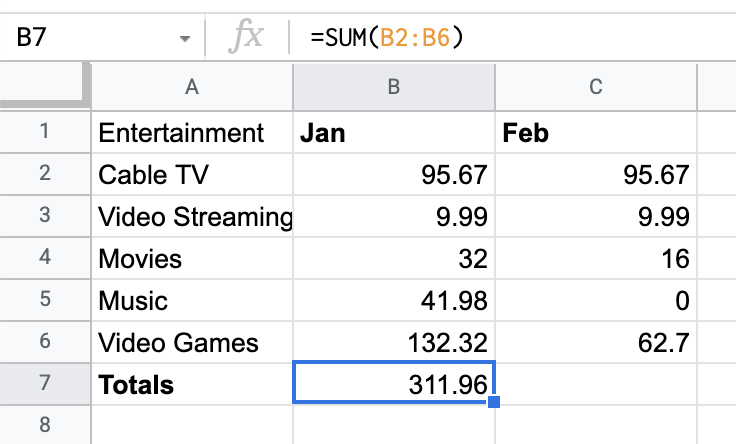 B7 fx =SUM(B2:B6)
A B C
1 Entertainment Jan Feb
2 Cable TV 95.67 95.67
3 Video Streaming 9.99 9.99
4 Movies 32 16
5 Music 41.98 0
6 Video Games 132.32 62.7
7 Totals 311.96
8